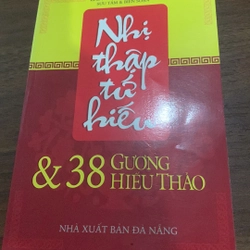 Nhị
thập
tứ
hiếu
& 38 GƯƠNG
HIẾU THẢO
NHÀ XUẤT BẢN ĐÀ NẴNG